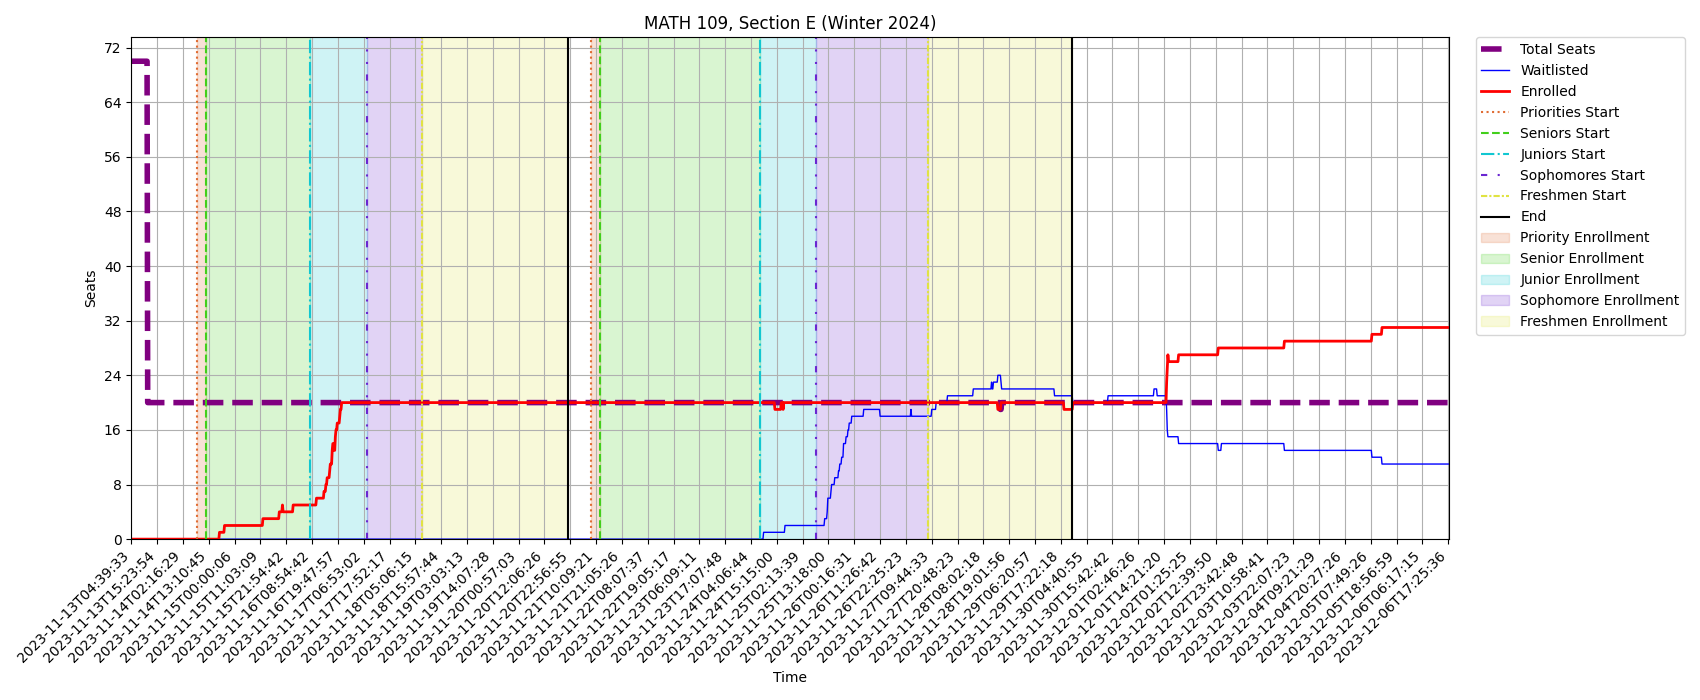 MATH 109, Section E (Winter 2024)
Seats
72
64
56
48
40
32
24
16
8
0
2023-11-13T04:39:33
2023-11-13T15:23:54
2023-11-14T02:16:29
2023-11-14T13:10:45
2023-11-15T00:00:06
2023-11-15T11:03:09
2023-11-15T21:54:42
2023-11-16T08:54:42
2023-11-16T19:47:57
2023-11-17T06:53:02
2023-11-17T17:52:17
2023-11-18T05:06:15
2023-11-18T15:57:44
2023-11-19T03:03:13
2023-11-19T14:07:28
2023-11-20T00:57:03
2023-11-20T12:06:26
2023-11-20T22:56:55
2023-11-21T10:09:21
2023-11-21T21:05:26
2023-11-22T08:07:37
2023-11-22T19:05:17
2023-11-23T06:09:11
2023-11-23T17:07:48
2023-11-24T04:06:44
2023-11-24T15:15:00
2023-11-25T02:13:39
2023-11-25T13:18:00
2023-11-26T00:16:31
2023-11-26T11:26:42
2023-11-26T22:25:23
2023-11-27T09:44:33
2023-11-27T20:48:23
2023-11-28T08:02:18
2023-11-28T19:01:56
2023-11-29T06:20:57
2023-11-29T17:22:18
2023-11-30T04:40:55
2023-11-30T15:42:42
2023-12-01T02:46:26
2023-12-01T14:21:20
2023-12-02T01:25:25
2023-12-02T12:39:50
2023-12-02T23:42:48
2023-12-03T10:58:41
2023-12-03T22:07:23
2023-12-04T09:21:29
2023-12-04T20:27:26
2023-12-05T07:49:26
2023-12-05T18:56:59
2023-12-06T06:17:15
2023-12-06T17:25:36
Time
Total Seats
Waitlisted
Enrolled
Priorities Start
Seniors Start
Juniors Start
Sophomores Start
Freshmen Start
End
Priority Enrollment
Senior Enrollment
Junior Enrollment
Sophomore Enrollment
Freshmen Enrollment